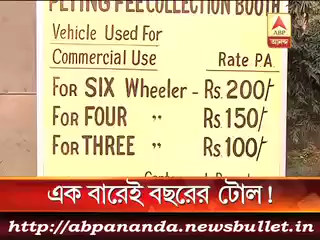 PLYING FEE COLLECTION BOOTH
Vehicle Used For
Commercial Use Rate PA
FOR SIX Wheeler - Rs. 200/-
FOR FOUR " Rs. 150/-
FOR THREE " Rs. 100/-
ABP
আনন্দ
এক বারেই বছরের টোল!
http://abpananda.newsbullet.in